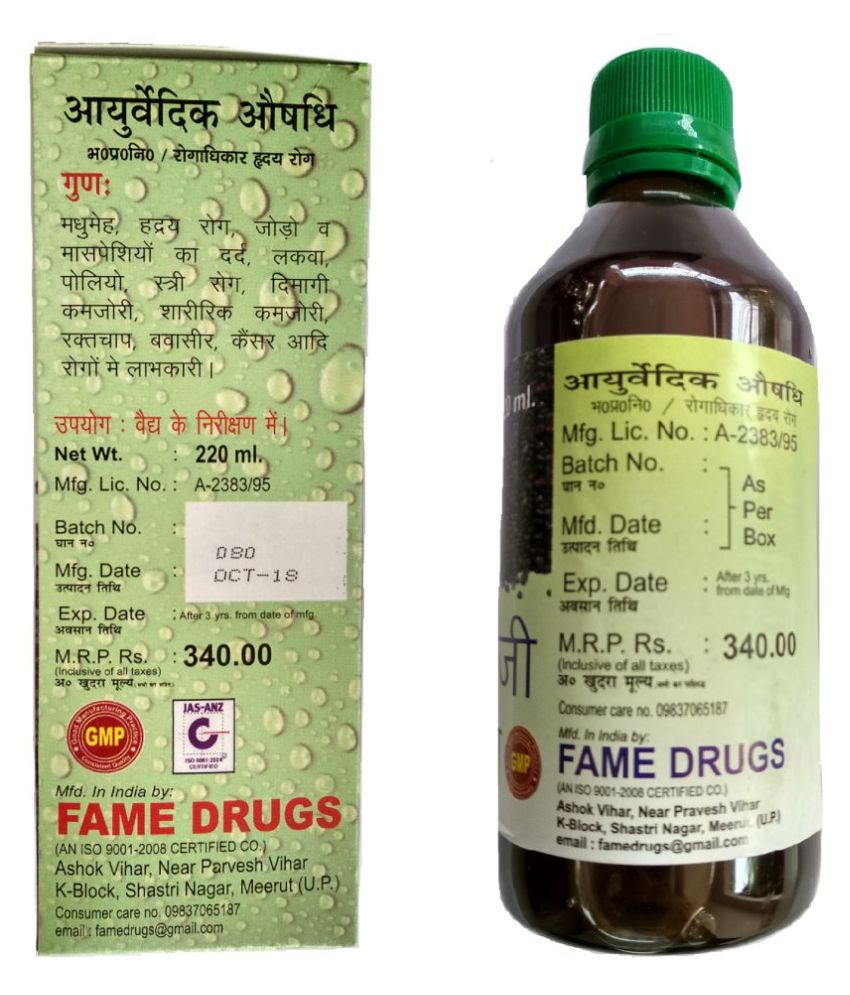 आयुर्वेदिक औषधि
भ०प्र०नि० / रोगाधिकार हृदय रोग
गुणः
मधुमेह, हद्रय रोग, जोड़ो व
मासपेशियों का दर्द, लकवा,
पोलियो, स्त्री रोग, दिमागी
कमजोरी, शारीरिक कमजोरी,
रक्तचाप, बवासीर, कैंसर आदि
रोगों मे लाभकारी।
उपयोग : वैद्य के निरीक्षण में।
Net Wt. : 220 ml.
Mfg. Lic. No. : A-2383/95
Batch No. : 080
घान न०
Mfg. Date : OCT-18
उत्पादन तिथि
Exp. Date : After 3 yrs. from date of mfg.
अवसान तिथि
M.R.P. Rs. : 340.00
(Inclusive of all taxes)
अ० खुदरा मूल्य
Good Manufacturing Practice
GMP
Consistent Quality
JAS-ANZ
ISO 9001:2008
CERTIFIED
Mfd. In India by:
FAME DRUGS
(AN ISO 9001-2008 CERTIFIED CO.)
Ashok Vihar, Near Parvesh Vihar
K-Block, Shastri Nagar, Meerut (U.P.)
Consumer care no. 09837065187
email : famedrugs@gmail.com
0 ml.
जी
GMP
आयुर्वेदिक औषधि
भ०प्र०नि० / रोगाधिकार हृदय रोग
Mfg. Lic. No. : A-2383/95
Batch No. :
घान न०
Mfd. Date :
उत्पादन तिथि
As
Per
Box
Exp. Date : After 3 yrs. from date of Mfg
अवसान तिथि
M.R.P. Rs. : 340.00
(Inclusive of all taxes)
अ० खुदरा मूल्य
Consumer care no. 09837065187
Mfd. In India by:
FAME DRUGS
(AN ISO 9001-2008 CERTIFIED CO.)
Ashok Vihar, Near Pravesh Vihar
K-Block, Shastri Nagar, Meerut (U.P.)
email : famedrugs@gmail.com